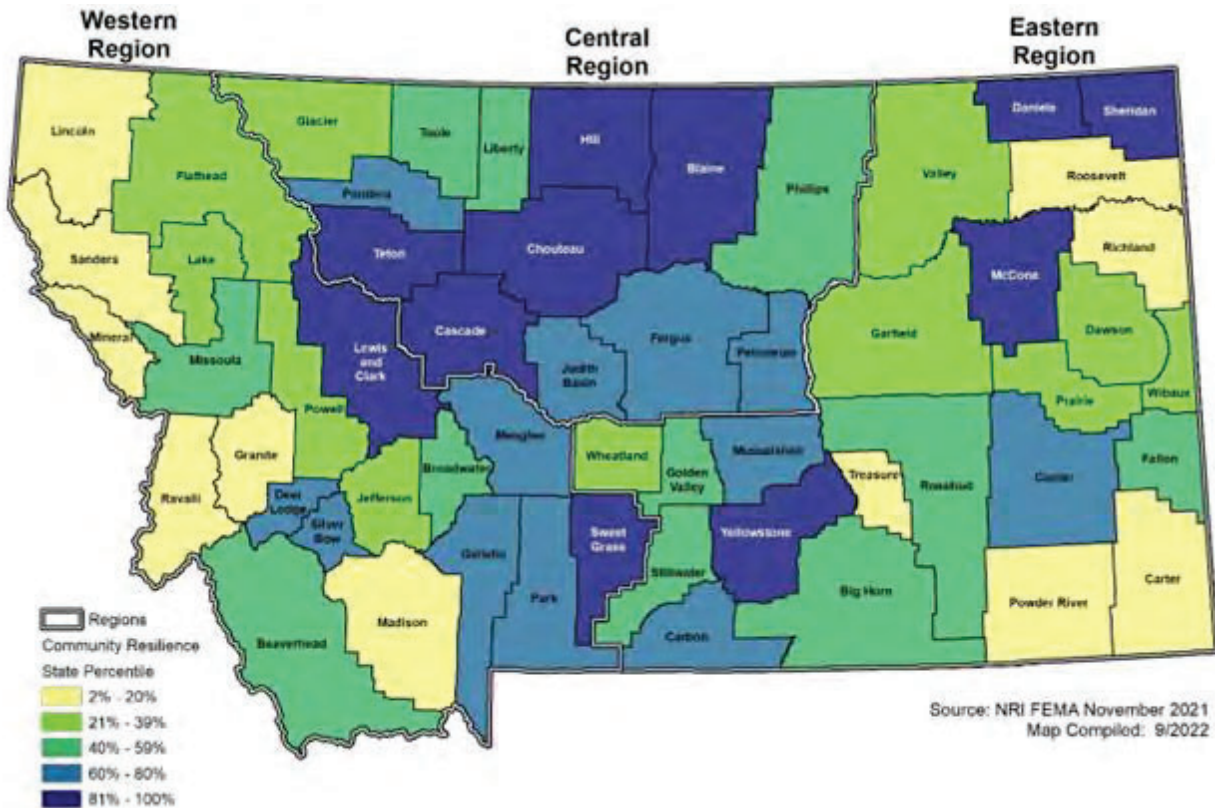 Western
Region
Central
Region
Eastern
Region
Lincoln
Flathead
Glacier
Toole
Liberty
Hill
Blaine
Phillips
Valley
Daniels
Sheridan
Roosevelt
Pondera
Sanders
Lake
Teton
Chouteau
Richland
McCone
Mineral
Missoula
Lewis
and
Clark
Cascade
Judith
Basin
Fergus
Petroleum
Garfield
Dawson
Wibaux
Prairie
Powell
Granite
Ravalli
Meagher
Broadwater
Wheatland
Golden
Valley
Musselshell
Treasure
Rosebud
Custer
Fallon
Deer
Lodge
Silver
Bow
Jefferson
Gallatin
Park
Sweet
Grass
Stillwater
Yellowstone
Big Horn
Carter
Powder River
Carbon
Madison
Beaverhead
Regions
Community Resilience
State Percentile
2% - 20%
21% - 39%
40% - 59%
60% - 80%
81% - 100%
Source: NRI FEMA November 2021
Map Compiled: 9/2022